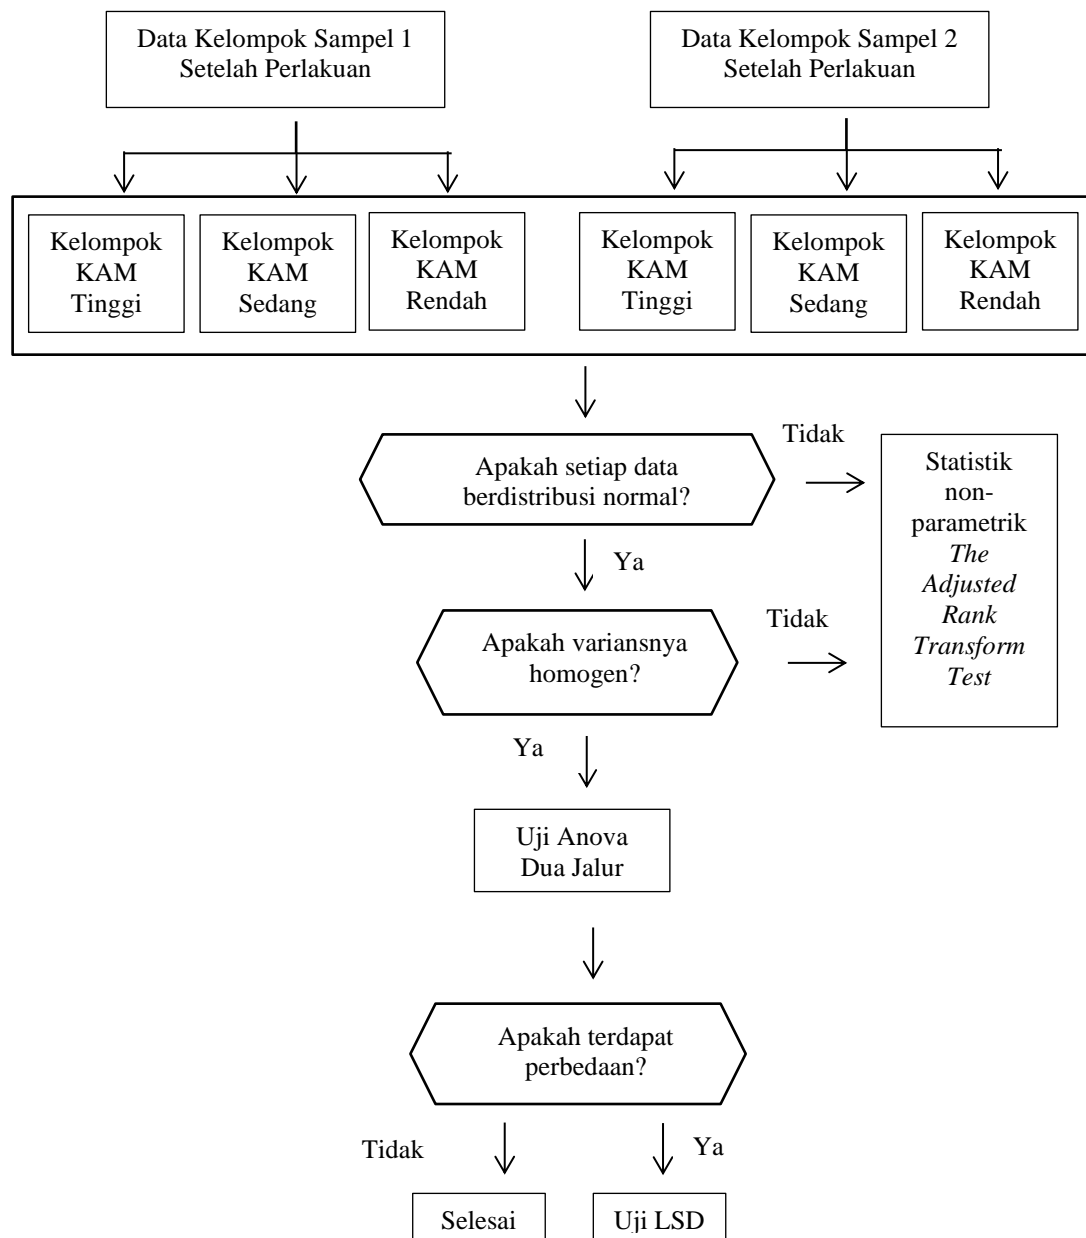 Data Kelompok Sampel 1
Setelah Perlakuan
Data Kelompok Sampel 2
Setelah Perlakuan
Kelompok
KAM
Tinggi
Kelompok
KAM
Sedang
Kelompok
KAM
Rendah
Kelompok
KAM
Tinggi
Kelompok
KAM
Sedang
Kelompok
KAM
Rendah
Apakah setiap data
berdistribusi normal?
Tidak
Statistik
non-
parametrik
The
Adjusted
Rank
Transform
Test
Ya
Apakah variansnya
homogen?
Tidak
Ya
Uji Anova
Dua Jalur
Apakah terdapat
perbedaan?
Tidak
Ya
Selesai
Uji LSD